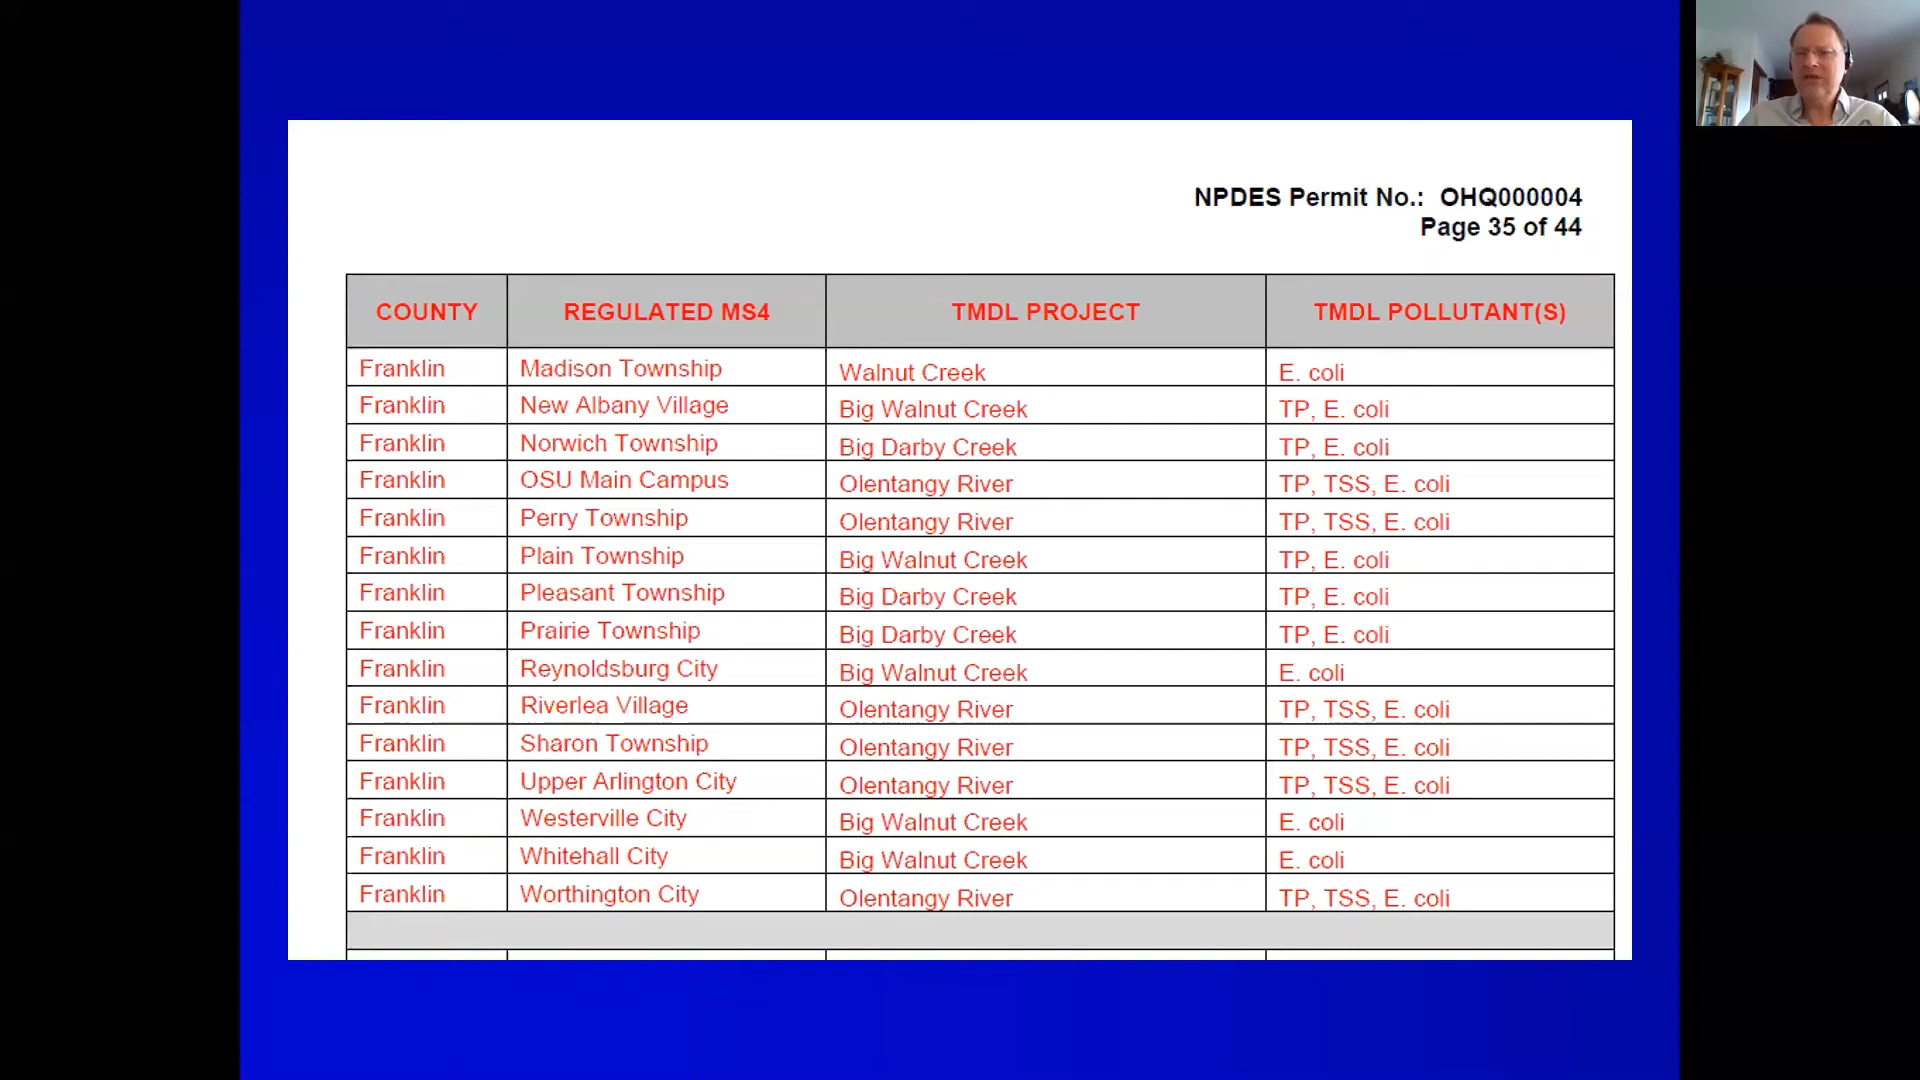 NPDES Permit No.: OHQ000004
Page 35 of 44
COUNTY REGULATED MS4 TMDL PROJECT TMDL POLLUTANT(S)
Franklin Madison Township Walnut Creek E. coli
Franklin New Albany Village Big Walnut Creek TP, E. coli
Franklin Norwich Township Big Darby Creek TP, E. coli
Franklin OSU Main Campus Olentangy River TP, TSS, E. coli
Franklin Perry Township Olentangy River TP, TSS, E. coli
Franklin Plain Township Big Walnut Creek TP, E. coli
Franklin Pleasant Township Big Darby Creek TP, E. coli
Franklin Prairie Township Big Darby Creek TP, E. coli
Franklin Reynoldsburg City Big Walnut Creek E. coli
Franklin Riverlea Village Olentangy River TP, TSS, E. coli
Franklin Sharon Township Olentangy River TP, TSS, E. coli
Franklin Upper Arlington City Olentangy River TP, TSS, E. coli
Franklin Westerville City Big Walnut Creek E. coli
Franklin Whitehall City Big Walnut Creek E. coli
Franklin Worthington City Olentangy River TP, TSS, E. coli